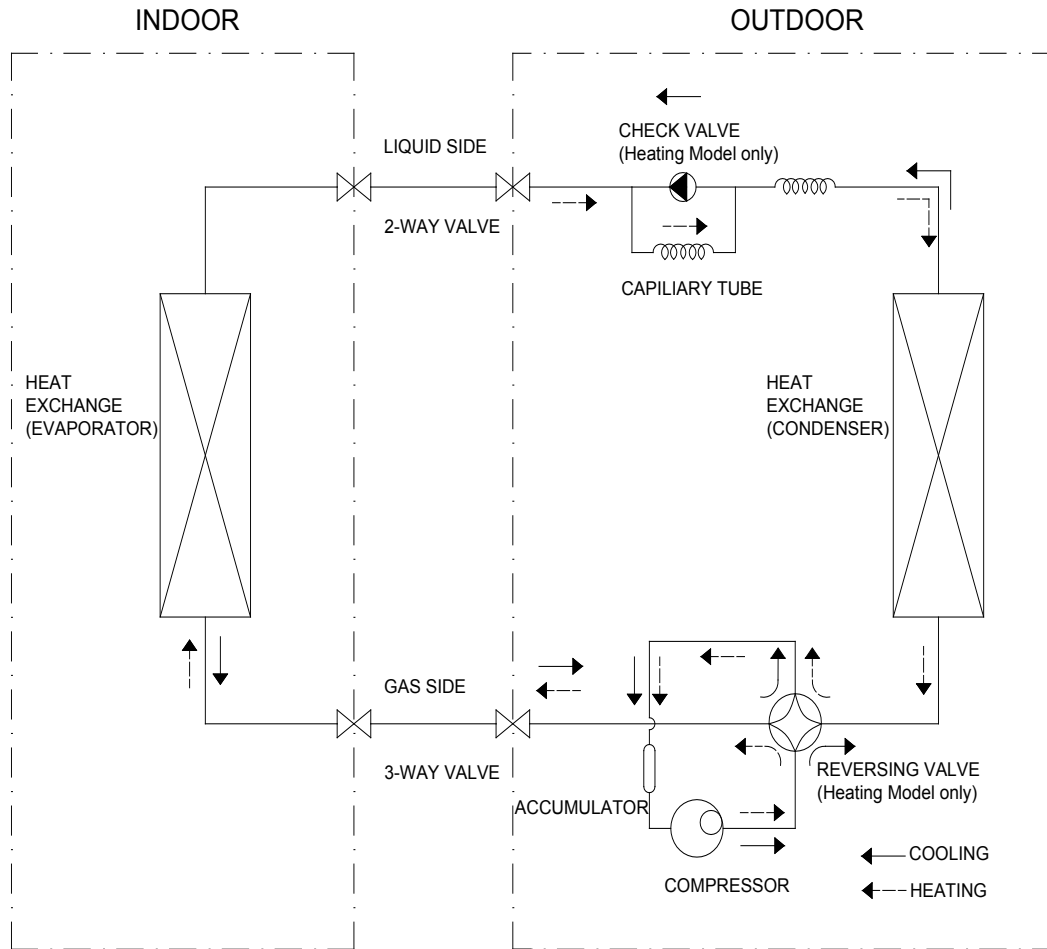 INDOOR
OUTDOOR
LIQUID SIDE
2-WAY VALVE
CHECK VALVE
(Heating Model only)
CAPILIARY TUBE
HEAT
EXCHANGE
(EVAPORATOR)
HEAT
EXCHANGE
(CONDENSER)
GAS SIDE
3-WAY VALVE
ACCUMULATOR
REVERSING VALVE
(Heating Model only)
COMPRESSOR
COOLING
HEATING